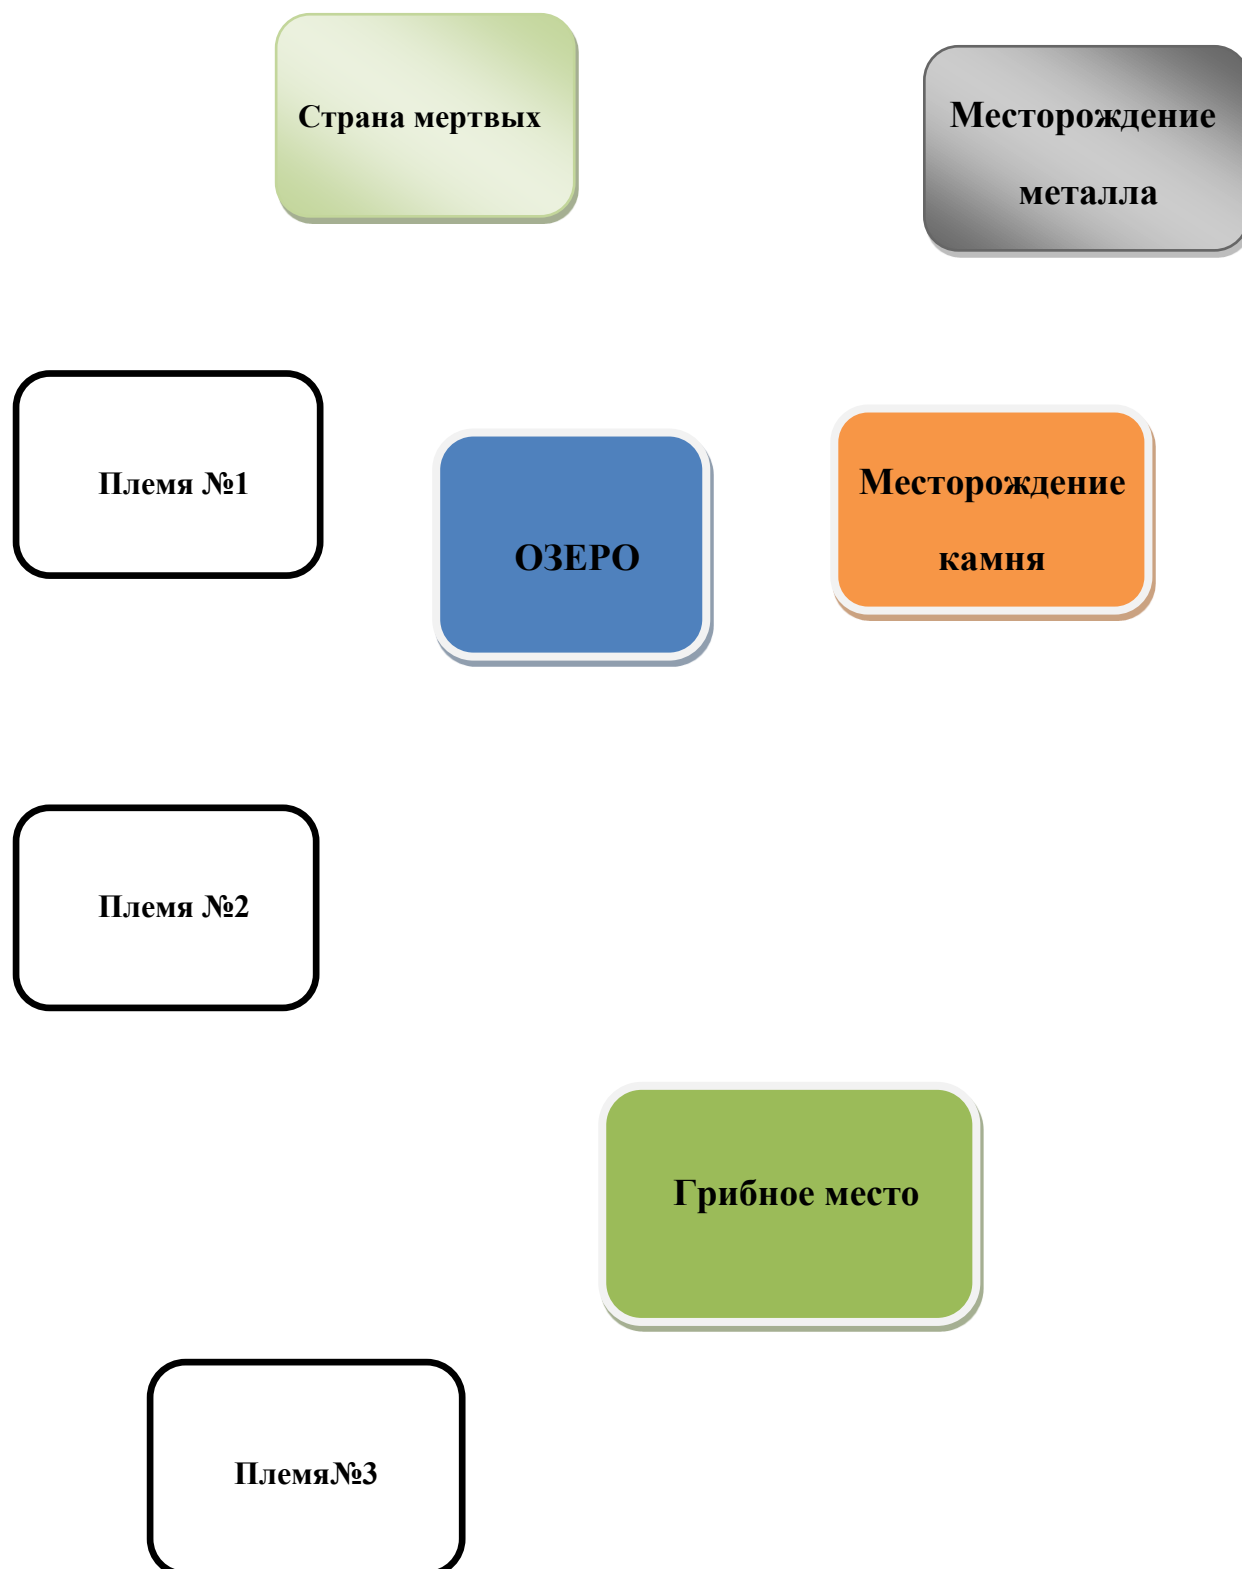 Страна мертвых
Месторождение
металла
Племя №1
ОЗЕРО
Месторождение
камня
Племя №2
Грибное место
Племя№3